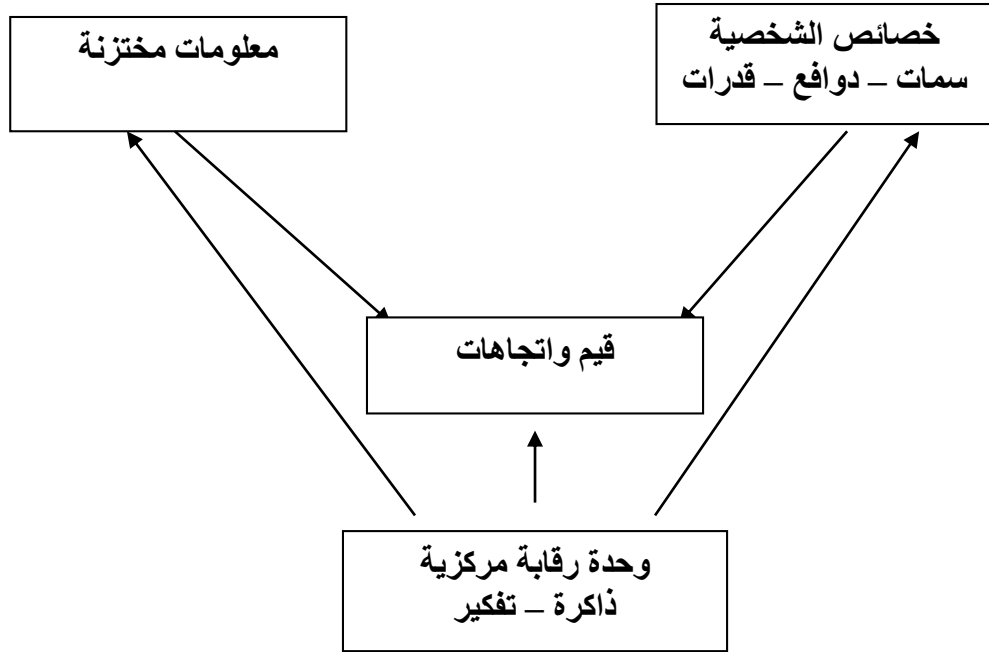 خصائص الشخصية
سمات – دوافع – قدرات
معلومات مختزنة
قيم واتجاهات
وحدة رقابة مركزية
ذاكرة – تفكير